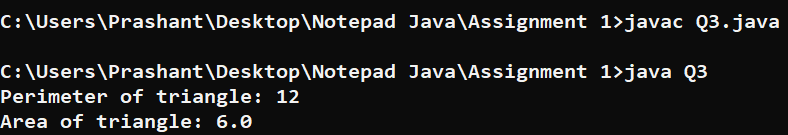 C:\Users\Prashant\Desktop\Notepad Java\Assignment 1>javac Q3.java
C:\Users\Prashant\Desktop\Notepad Java\Assignment 1>java Q3
Perimeter of triangle: 12
Area of triangle: 6.0